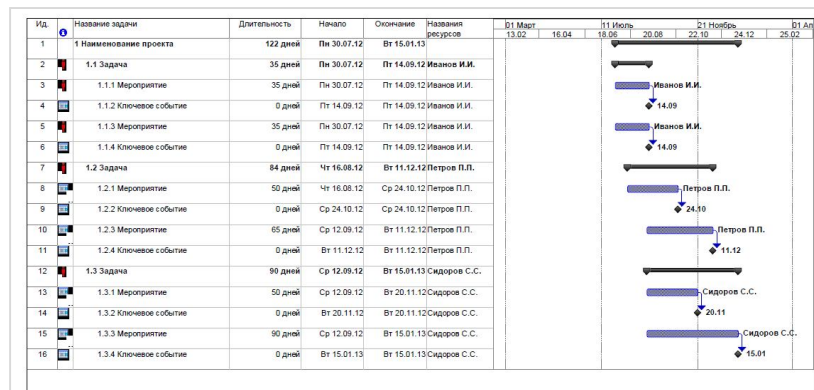 Ид. Название задачи Длительность Начало Окончание Названия ресурсов 01 Март 11 Июль 21 Ноябрь 01 Ап
13.02 16.04 18.06 20.08 22.10 24.12 25.02
1 1 Наименование проекта 122 дней Пн 30.07.12 Вт 15.01.13
2 1.1 Задача 35 дней Пн 30.07.12 Пт 14.09.12 Иванов И.И.
3 1.1.1 Мероприятие 35 дней Пн 30.07.12 Пт 14.09.12 Иванов И.И. Иванов И.И.
4 1.1.2 Ключевое событие 0 дней Пт 14.09.12 Пт 14.09.12 Иванов И.И. 14.09
5 1.1.3 Мероприятие 35 дней Пн 30.07.12 Пт 14.09.12 Иванов И.И. Иванов И.И.
6 1.1.2 Ключевое событие 0 дней Пт 14.09.12 Пт 14.09.12 Иванов И.И. 14.09
7 1.2 Задача 84 дней Чт 16.08.12 Вт 11.12.12 Петров П.П.
8 1.2.1 Мероприятие 50 дней Чт 16.08.12 Ср 24.10.12 Петров П.П. Петров П.П.
9 1.2.2 Ключевое событие 0 дней Ср 24.10.12 Ср 24.10.12 Петров П.П. 24.10
10 1.2.3 Мероприятие 65 дней Ср 12.09.12 Вт 11.12.12 Петров П.П. Петров П.П.
11 1.2.4 Ключевое событие 0 дней Вт 11.12.12 Вт 11.12.12 Петров П.П. 11.12
12 1.3 Задача 90 дней Ср 12.09.12 Вт 15.01.13 Сидоров С.С.
13 1.3.1 Мероприятие 50 дней Ср 12.09.12 Вт 20.11.12 Сидоров С.С. Сидоров С.С.
14 1.3.2 Ключевое событие 0 дней Вт 20.11.12 Вт 20.11.12 Сидоров С.С. 20.11
15 1.3.3 Мероприятие 90 дней Ср 12.09.12 Вт 15.01.13 Сидоров С.С. Сидоров С.С.
16 1.3.4 Ключевое событие 0 дней Вт 15.01.13 Вт 15.01.13 Сидоров С.С. 15.01